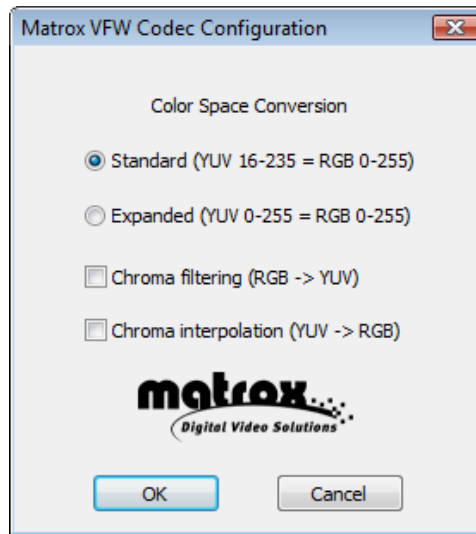 Matrox VFW Codec Configuration
Color Space Conversion
Standard (YUV 16-235 = RGB 0-255)
Expanded (YUV 0-255 = RGB 0-255)
Chroma filtering (RGB -> YUV)
Chroma interpolation (YUV -> RGB)
matrox
Digital Video Solutions
OK
Cancel